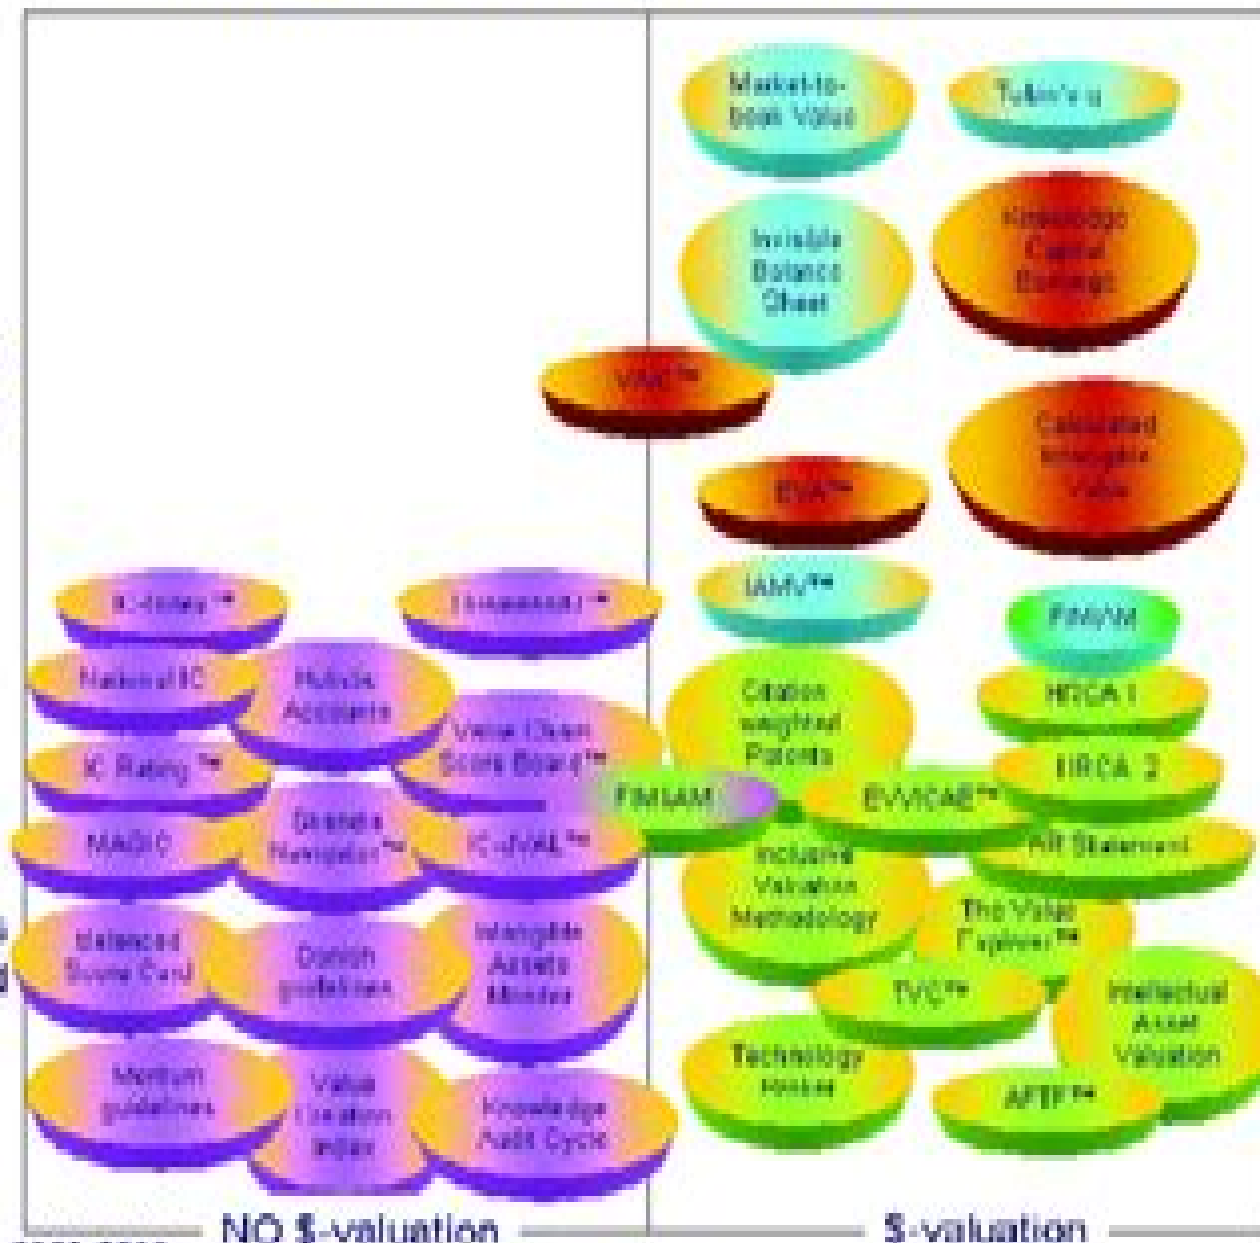 Market-to-
book Value
Tobin's q
Invisible
Balance
Sheet
Knowledge
Capital
Earnings
VAIC™
Calculated
Intangible
Value
EVA™
IAMV™
FiMIAM
IC-Index™
National IC
Holistic
Accounts
Value Chain
Score Board™
Citation
weighted
Patents
HRCA 1
HRCA 2
IC Rating™
FiMIAM
EVVICAE™
MAGIC
Skandia
Navigator™
IC-dVAL™
HR Statement
Inclusive
Valuation
Methodology
The Value
Explorer™
Balanced
Score Card
Danish
guidelines
Intangible
Assets
Monitor
TVC™
Intellectual
Asset
Valuation
Technology
Broker
AFTF™
Meritum
guidelines
Value
Creation
Index
Knowledge
Audit Cycle
NO $-valuation
$-valuation